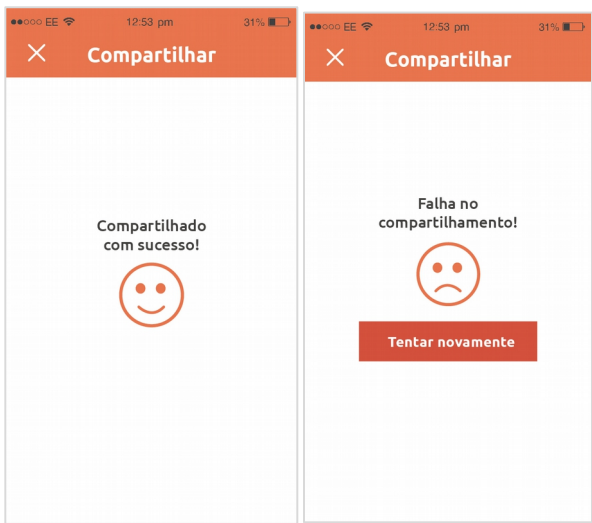 EE 12:53 pm 31%
Compartilhar
Compartilhado
com sucesso!
EE 12:53 pm 31%
Compartilhar
Falha no
compartilhamento!
Tentar novamente